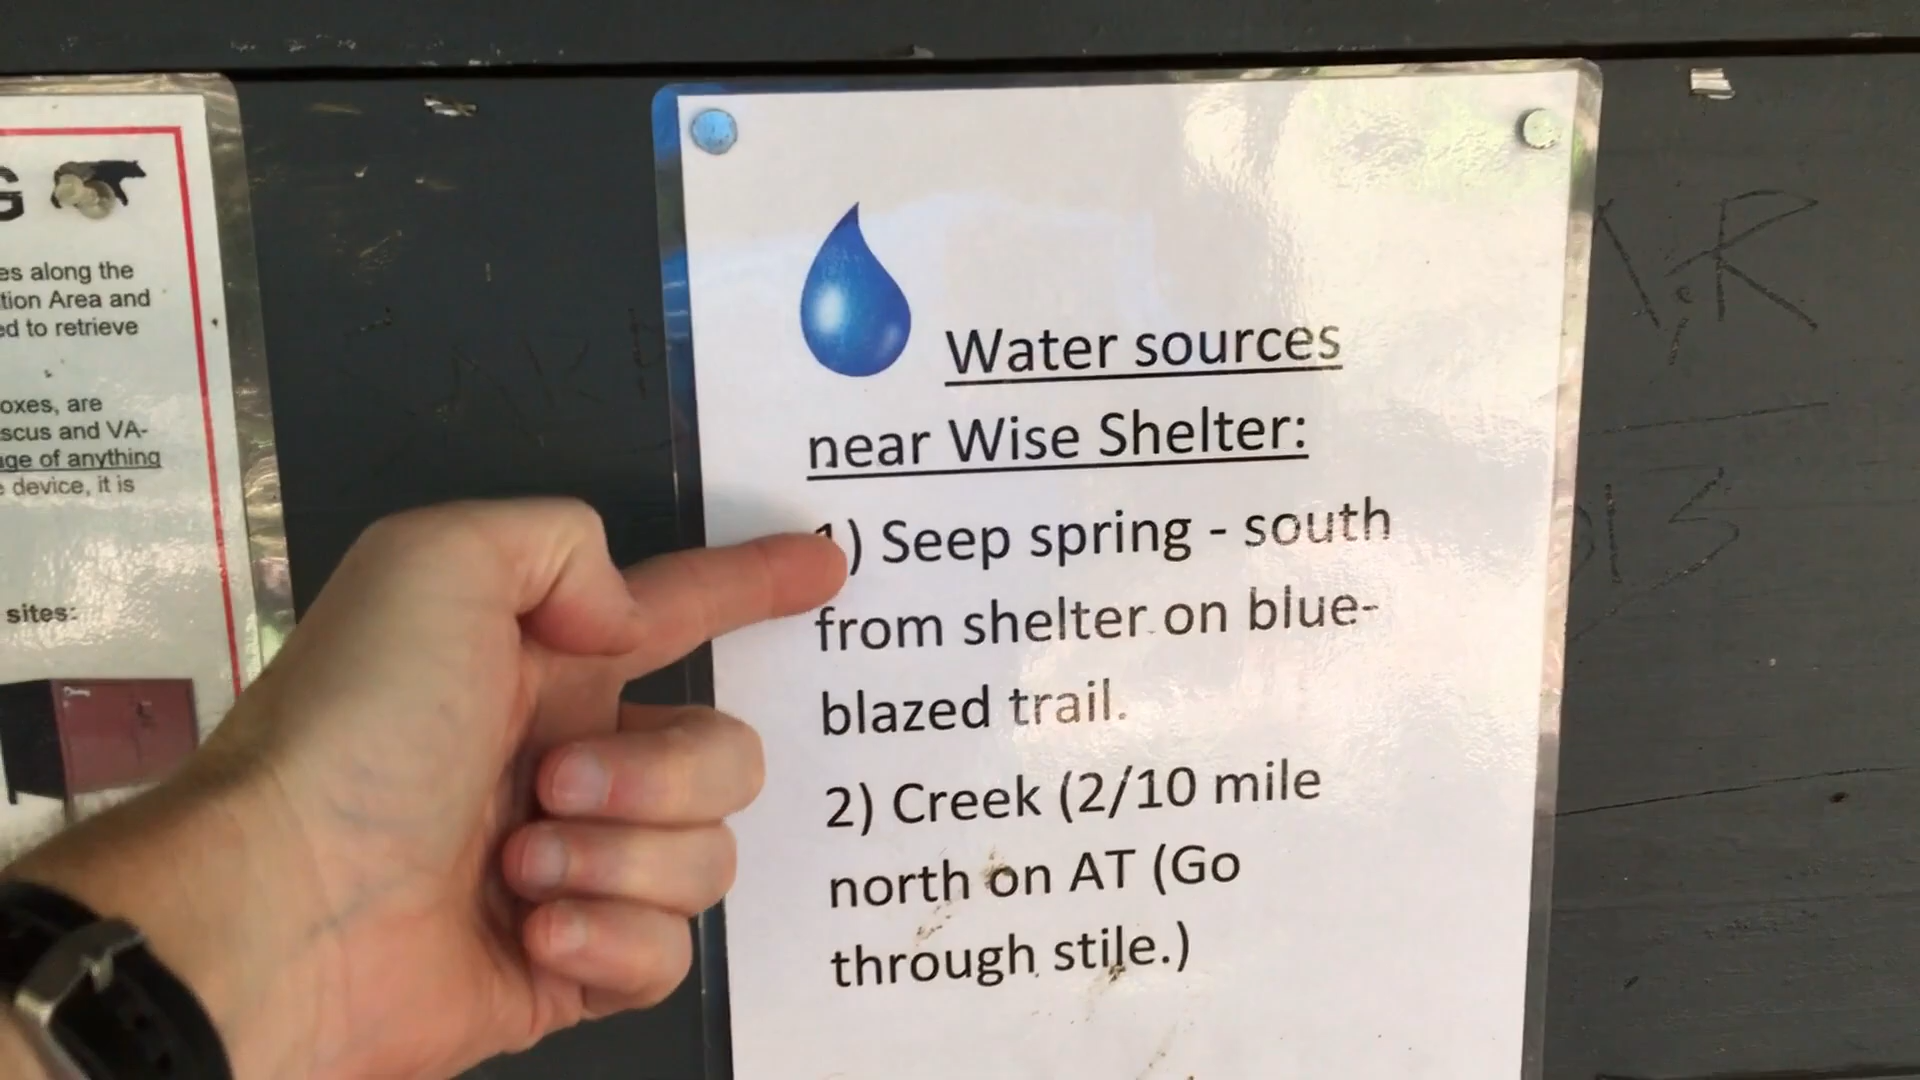 G
es along the
tion Area and
ed to retrieve
oxes, are
scus and VA-
age of anything
e device, it is
sites:
Water sources
near Wise Shelter:
1) Seep spring - south
from shelter on blue-
blazed trail.
2) Creek (2/10 mile
north on AT (Go
through stile.)